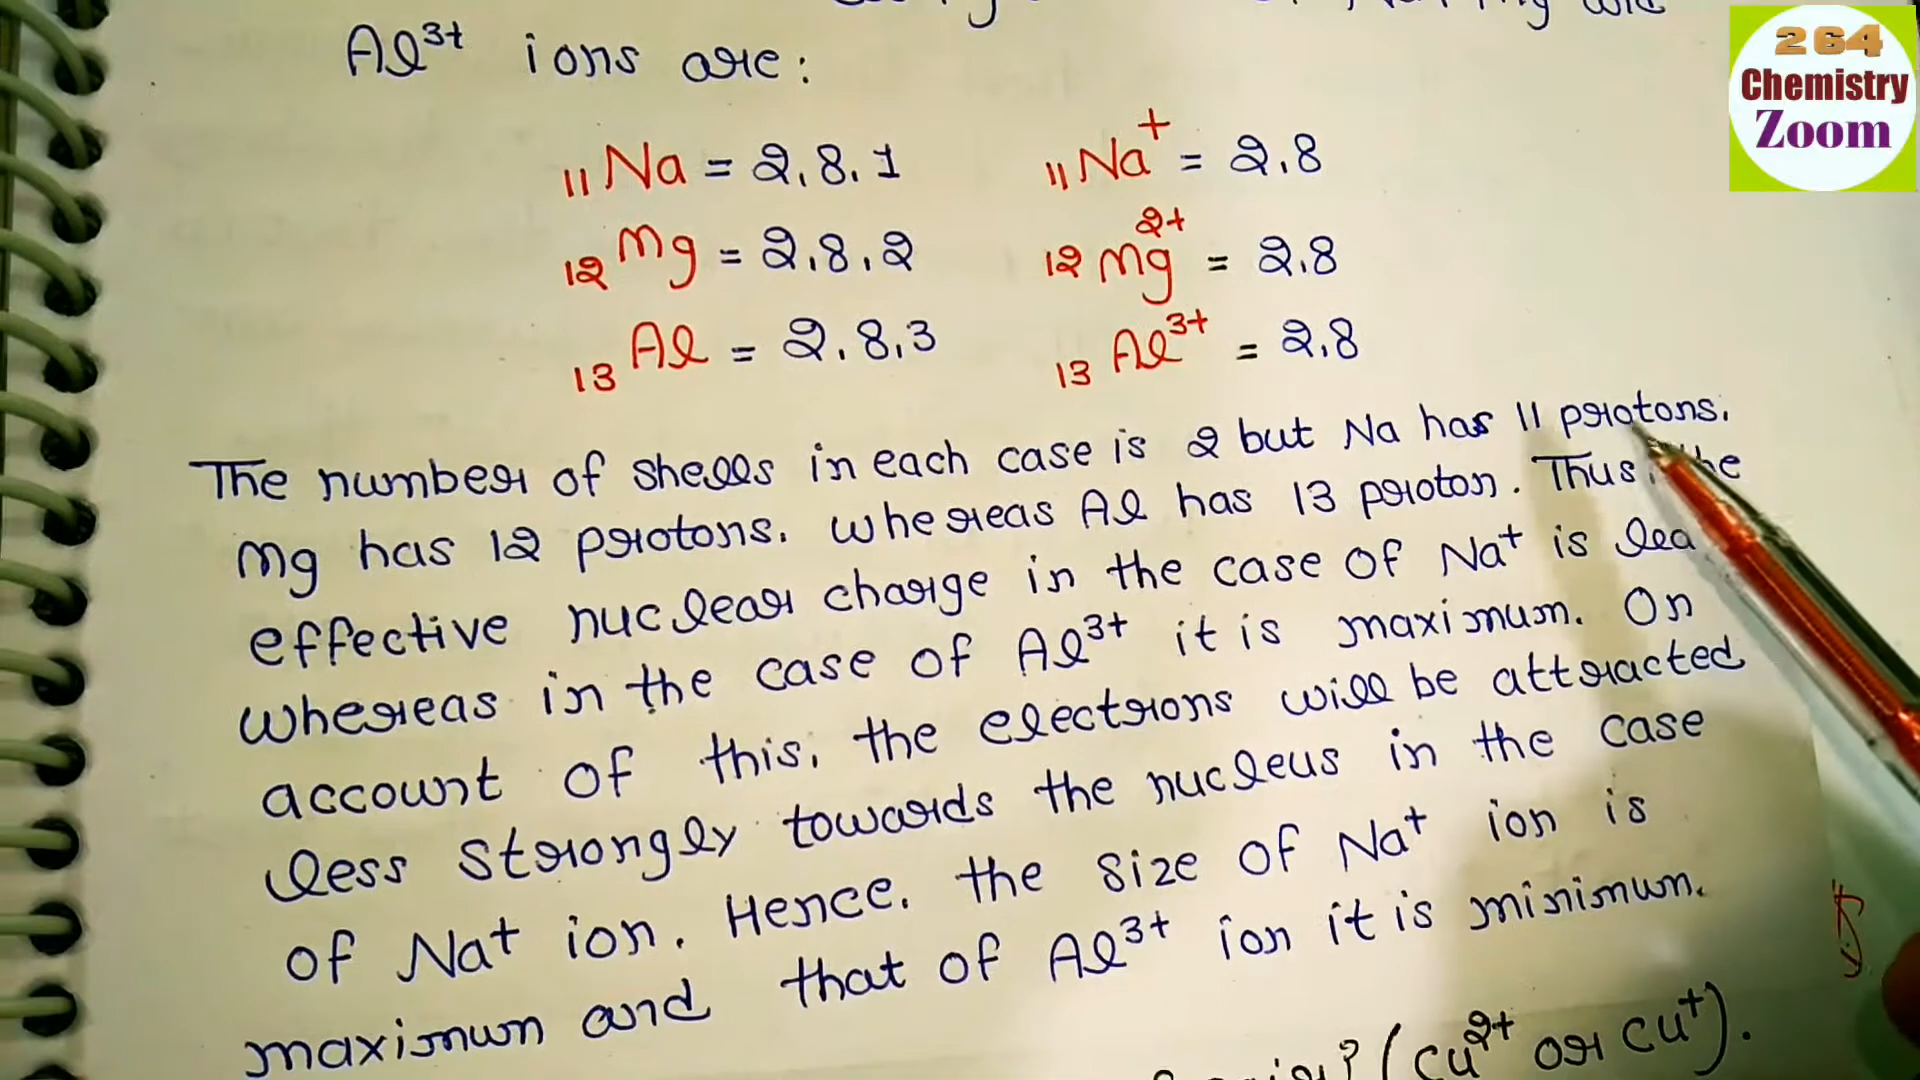 Al³⁺ ions are:
₁₁Na = 2,8,1 ₁₁Na⁺ = 2,8
₁₂Mg = 2,8,2 ₁₂Mg²⁺ = 2,8
₁₃Al = 2,8,3 ₁₃Al³⁺ = 2,8
The number of shells in each case is 2 but Na has 11 protons,
Mg has 12 protons, whereas Al has 13 proton. Thus, the
effective nuclear charge in the case of Na⁺ is
whereas in the case of Al³⁺ it is maximum. On
account of this, the electrons will be attracted
less strongly towards the nucleus in the case
of Na⁺ ion. Hence, the size of Na⁺ ion is
maximum and that of Al³⁺ ion it is minimum.
? (Cu²⁺ or Cu⁺).
264
Chemistry
Zoom